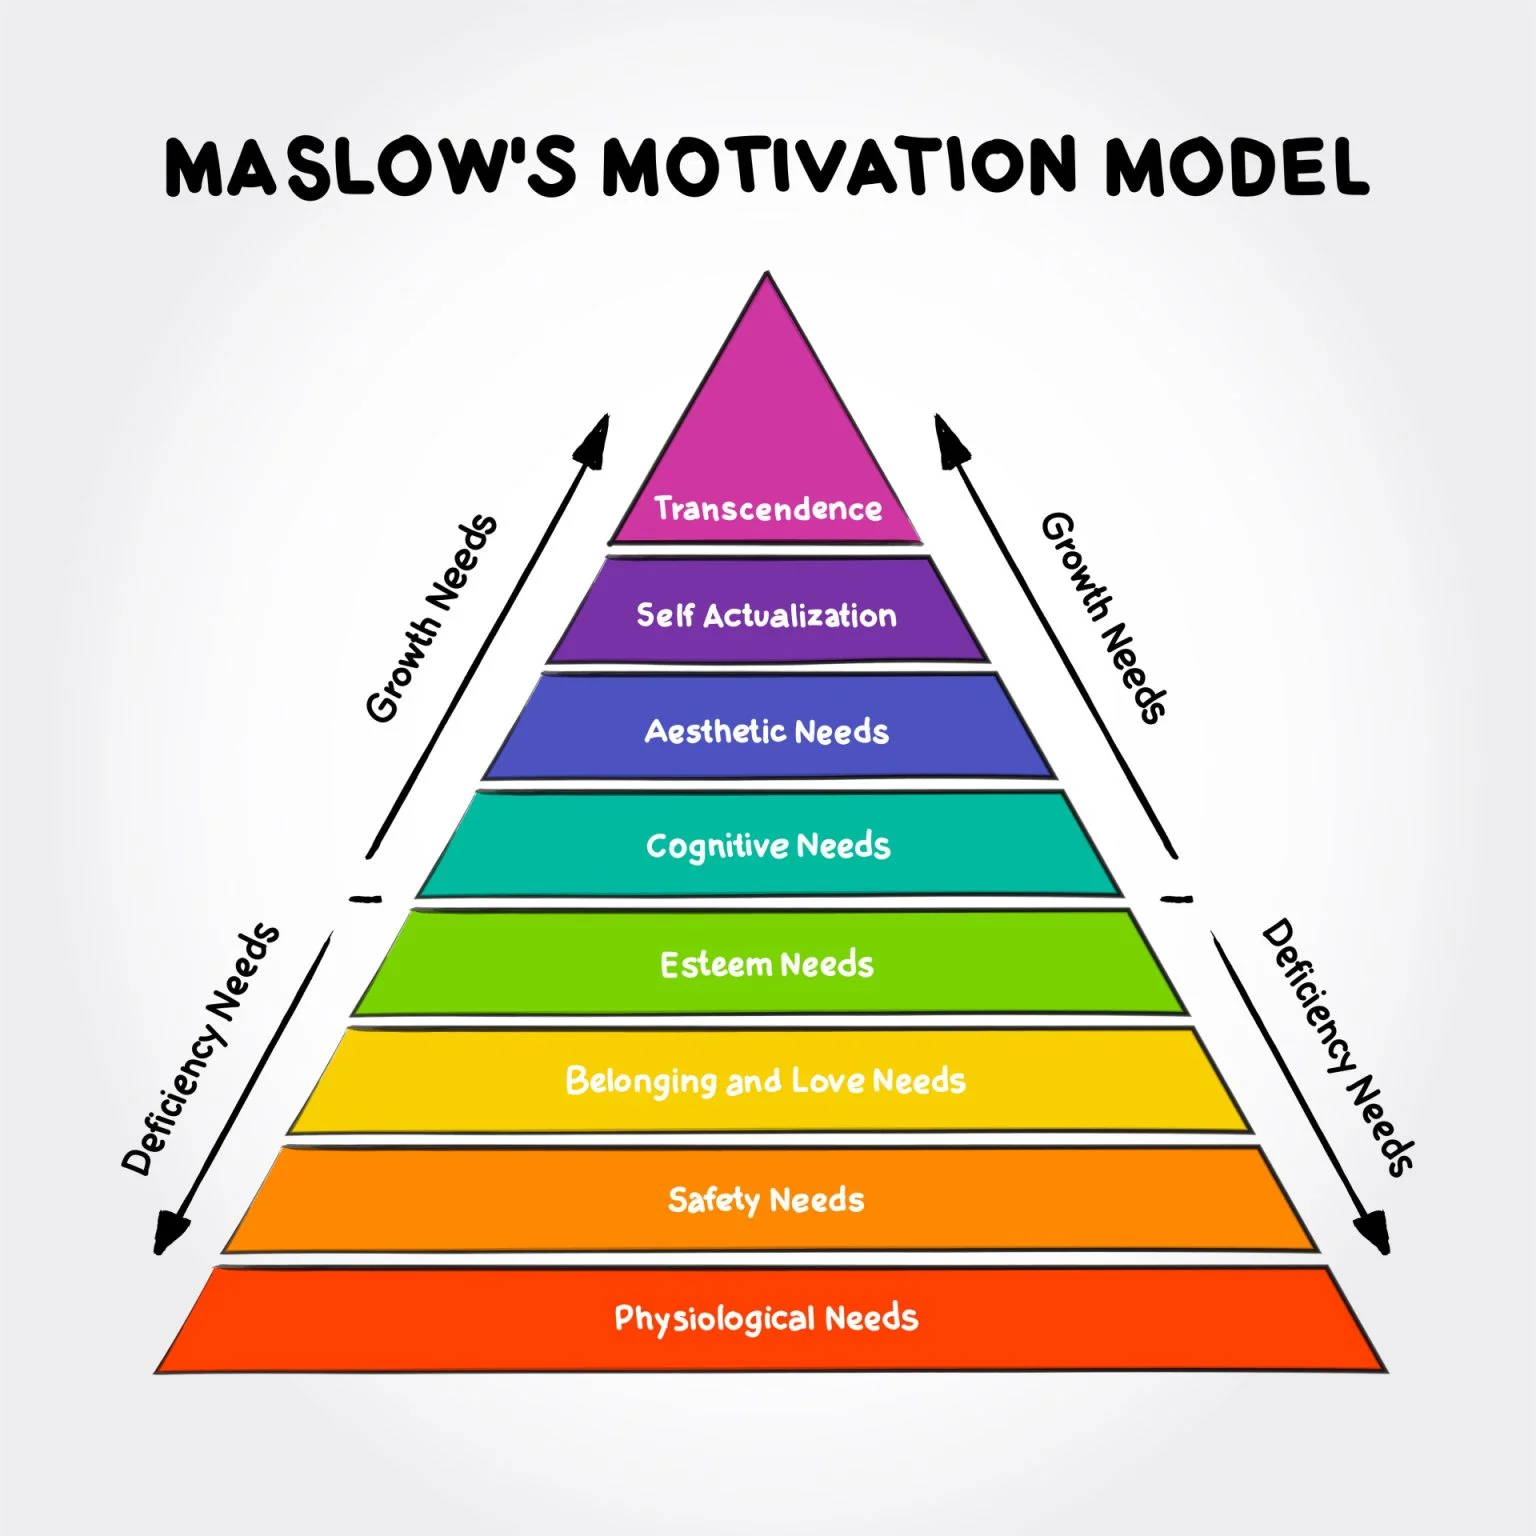 MASLOW'S MOTIVATION MODEL
Transcendence
Growth Needs
Growth Needs
Self Actualization
Aesthetic Needs
Cognitive Needs
Esteem Needs
Deficiency Needs
Deficiency Needs
Belonging and Love Needs
Safety Needs
Physiological Needs